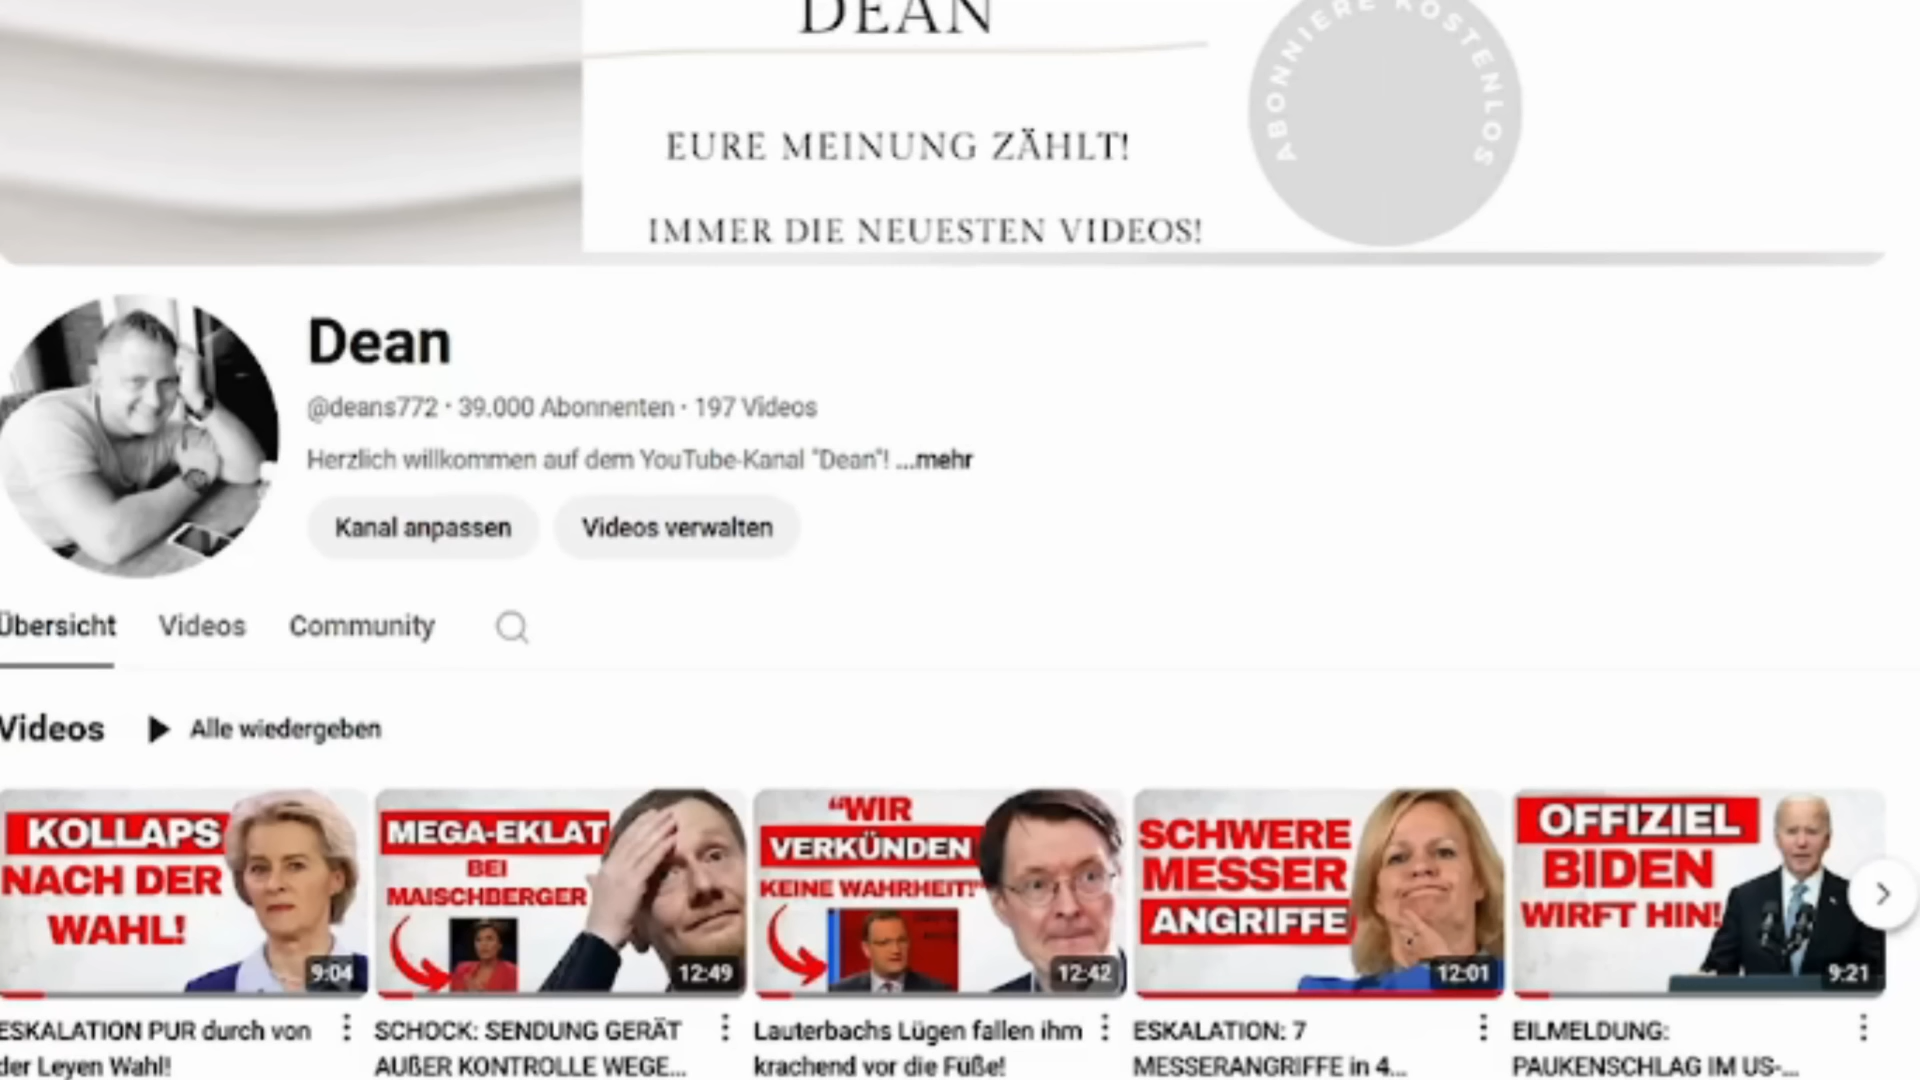 DEAN
ABONNIERE KOSTENLOS
EURE MEINUNG ZÄHLT!
IMMER DIE NEUESTEN VIDEOS!
Dean
@deans772 · 39.000 Abonnenten · 197 Videos
Herzlich willkommen auf dem YouTube-Kanal "Dean"! ...mehr
Kanal anpassen
Videos verwalten
Übersicht
Videos
Community
Videos
Alle wiedergeben
KOLLAPS
NACH DER
WAHL!
9:04
MEGA-EKLAT
BEI
MAISCHBERGER
12:49
“WIR
VERKÜNDEN
KEINE WAHRHEIT!”
12:42
SCHWERE
MESSER
ANGRIFFE
12:01
OFFIZIEL
BIDEN
WIRFT HIN!
9:21
ESKALATION PUR durch von
der Leyen Wahl!
SCHOCK: SENDUNG GERÄT
AUßER KONTROLLE WEGE...
Lauterbachs Lügen fallen ihm
krachend vor die Füße!
ESKALATION: 7
MESSERANGRIFFE in 4...
EILMELDUNG:
PAUKENSCHLAG IM US-...